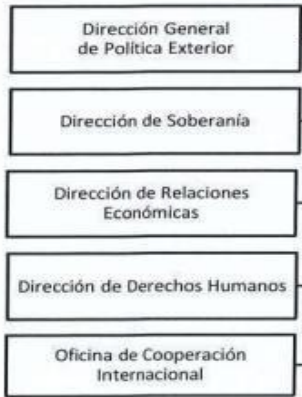 Dirección General
de Política Exterior
Dirección de Soberanía
Dirección de Relaciones
Económicas
Dirección de Derechos Humanos
Oficina de Cooperación
Internacional